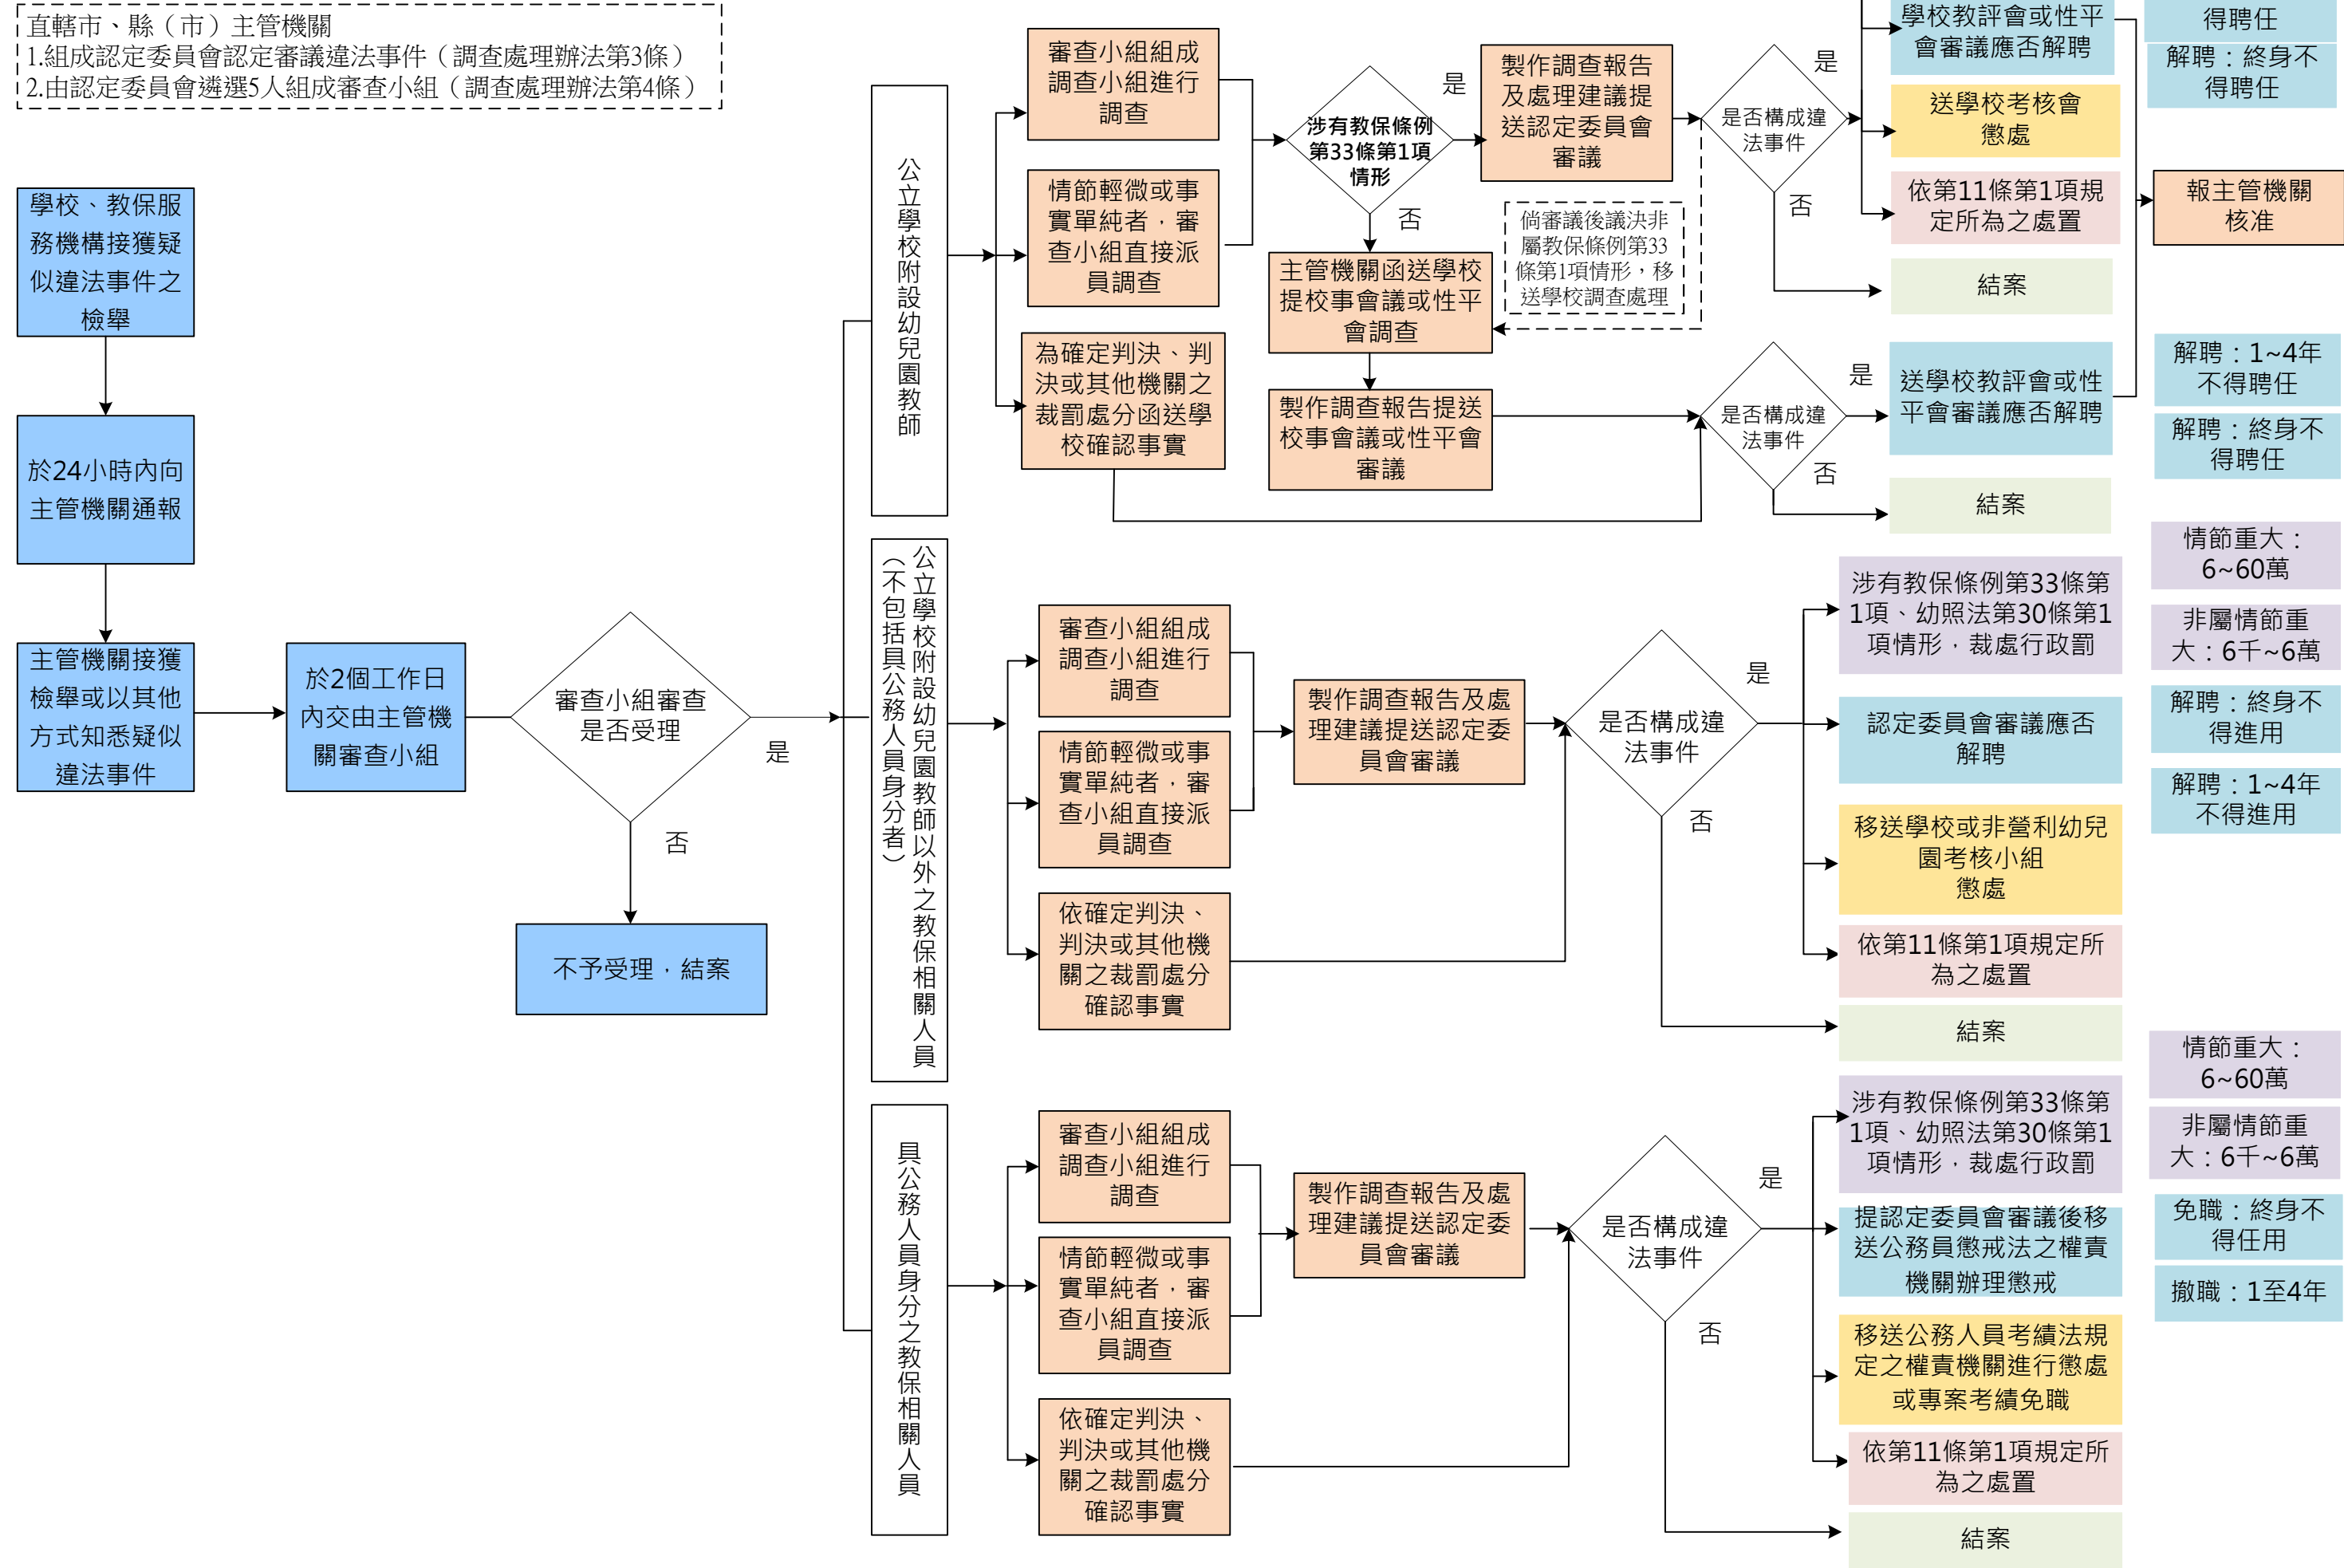 直轄市、縣（市）主管機關
1.組成認定委員會認定審議違法事件（調查處理辦法第3條）
2.由認定委員會遴選5人組成審查小組（調查處理辦法第4條）
學校、教保服
務機構接獲疑
似違法事件之
檢舉
於24小時內向
主管機關通報
主管機關接獲
檢舉或以其他
方式知悉疑似
違法事件
於2個工作日
內交由主管機
關審查小組
審查小組審查
是否受理
是
否
不予受理，結案
公立學校附設幼兒園教師
審查小組組成
調查小組進行
調查
情節輕微或事
實單純者，審
查小組直接派
員調查
為確定判決、判
決或其他機關之
裁罰處分函送學
校確認事實
涉有教保條例
第33條第1項
情形
是
否
製作調查報告
及處理建議提
送認定委員會
審議
倘審議後議決非
屬教保條例第33
條第1項情形，移
送學校調查處理
主管機關函送學校
提校事會議或性平
會調查
製作調查報告提送
校事會議或性平會
審議
是否構成違
法事件
是
否
學校教評會或性平
會審議應否解聘
送學校考核會
懲處
依第11條第1項規
定所為之處置
結案
得聘任
解聘：終身不
得聘任
報主管機關
核准
是否構成違
法事件
是
否
送學校教評會或性
平會審議應否解聘
結案
解聘：1~4年
不得聘任
解聘：終身不
得聘任
公立學校附設幼兒園教師以外之教保相關人員
（不包括具公務人員身分者）
審查小組組成
調查小組進行
調查
情節輕微或事
實單純者，審
查小組直接派
員調查
依確定判決、
判決或其他機
關之裁罰處分
確認事實
製作調查報告及處
理建議提送認定委
員會審議
是否構成違
法事件
是
否
涉有教保條例第33條第
1項、幼照法第30條第1
項情形，裁處行政罰
認定委員會審議應否
解聘
移送學校或非營利幼兒
園考核小組
懲處
依第11條第1項規定所
為之處置
結案
情節重大：
6~60萬
非屬情節重
大：6千~6萬
解聘：終身不
得進用
解聘：1~4年
不得進用
具公務人員身分之教保相關人員
審查小組組成
調查小組進行
調查
情節輕微或事
實單純者，審
查小組直接派
員調查
依確定判決、
判決或其他機
關之裁罰處分
確認事實
製作調查報告及處
理建議提送認定委
員會審議
是否構成違
法事件
是
否
涉有教保條例第33條第
1項、幼照法第30條第1
項情形，裁處行政罰
提認定委員會審議後移
送公務員懲戒法之權責
機關辦理懲戒
移送公務人員考績法規
定之權責機關進行懲處
或專案考績免職
依第11條第1項規定所
為之處置
結案
情節重大：
6~60萬
非屬情節重
大：6千~6萬
免職：終身不
得任用
撤職：1至4年